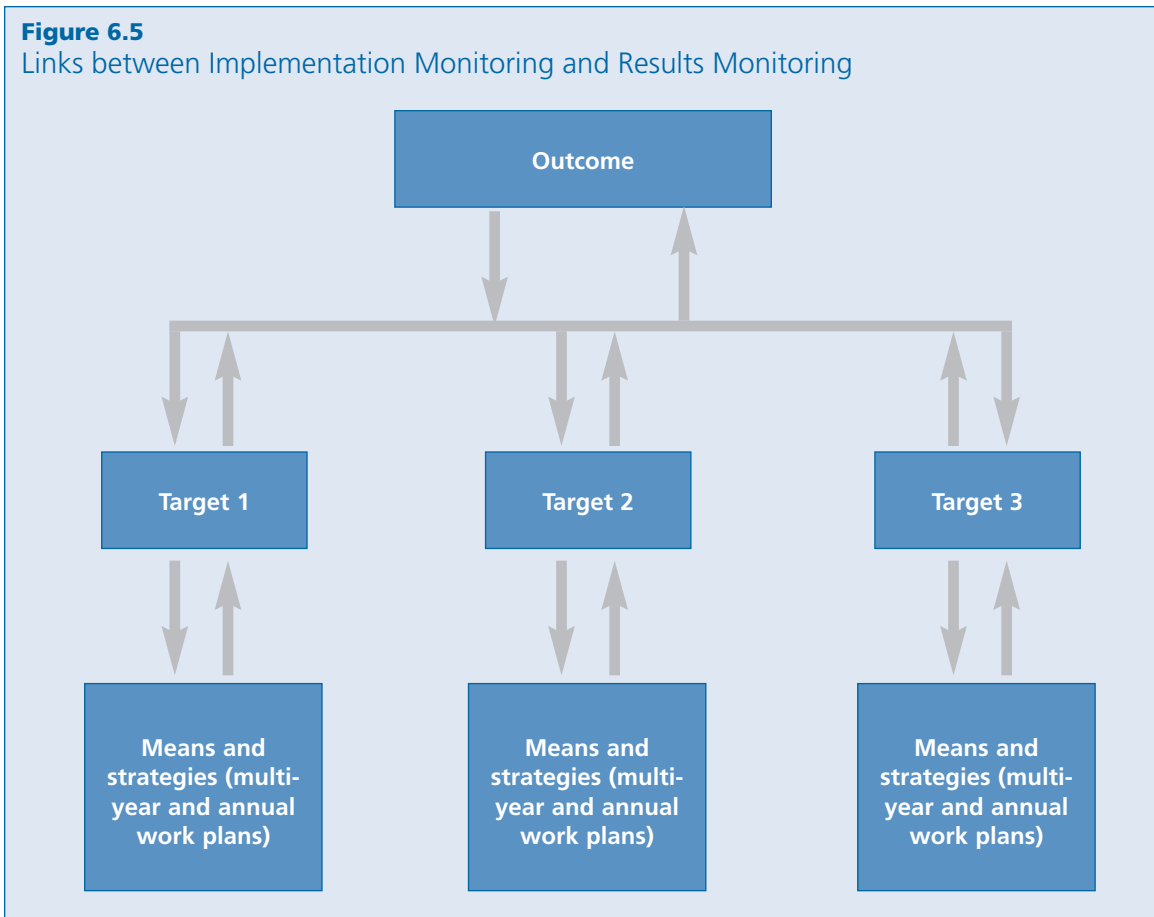 Figure 6.5
Links between Implementation Monitoring and Results Monitoring
Outcome
Target 1
Target 2
Target 3
Means and
strategies (multi-
year and annual
work plans)
Means and
strategies (multi-
year and annual
work plans)
Means and
strategies (multi-
year and annual
work plans)